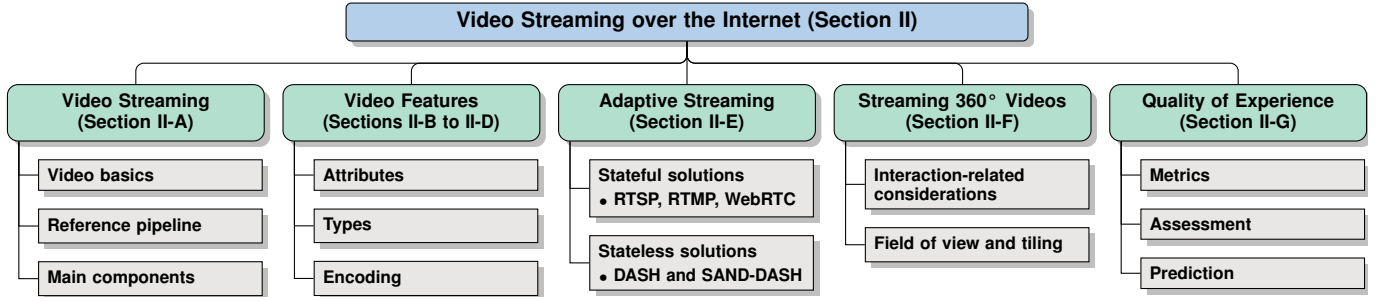 Video Streaming over the Internet (Section II)
Video Streaming
(Section II-A)
Video basics
Reference pipeline
Main components
Video Features
(Sections II-B to II-D)
Attributes
Types
Encoding
Adaptive Streaming
(Section II-E)
Stateful solutions
• RTSP, RTMP, WebRTC
Stateless solutions
• DASH and SAND-DASH
Streaming 360° Videos
(Section II-F)
Interaction-related
considerations
Field of view and tiling
Quality of Experience
(Section II-G)
Metrics
Assessment
Prediction